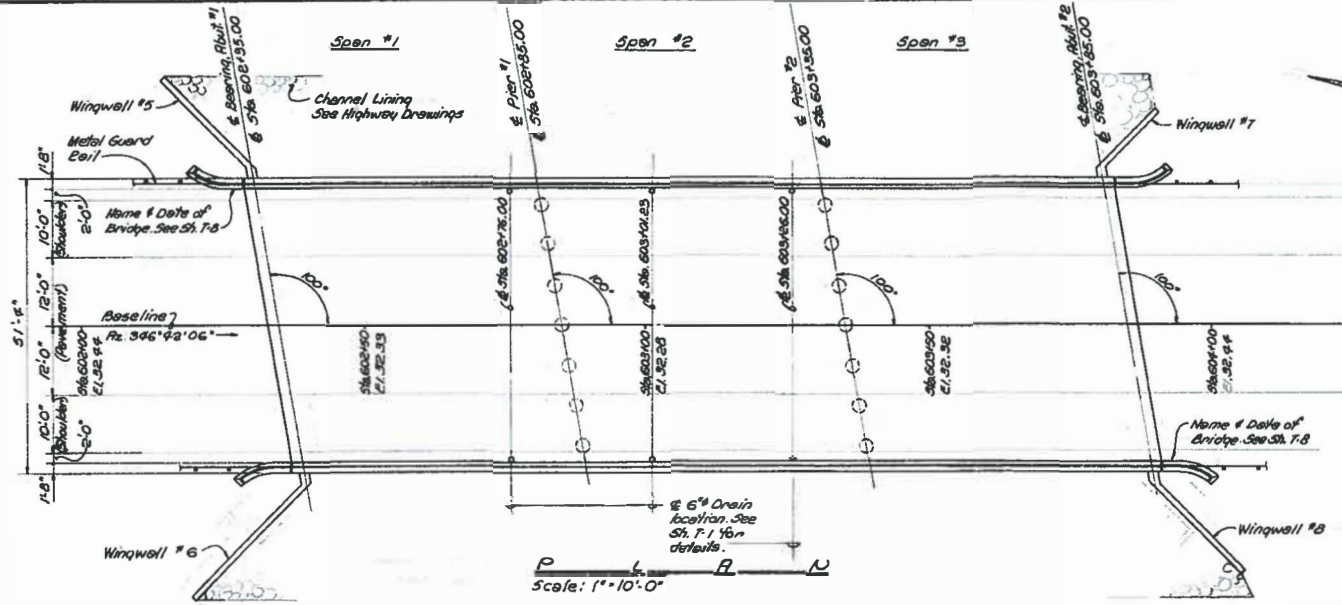 Span #1
Span #2
Span #3
℄ Bearing Abut. #1
℄ Sta. 602+35.00
℄ Pier #1
℄ Sta. 602+85.00
℄ Pier #2
℄ Sta. 603+35.00
℄ Bearing Abut. #2
℄ Sta. 603+85.00
Wingwall #5
Channel Lining
See Highway Drawings
Wingwall #7
Metal Guard
Rail
Name & Date of
Bridge. See Sh. T-8
1'-8"
10'-0"
(Shoulder)
2'-0"
12'-0"
(Pavement)
12'-0"
10'-0"
(Shoulder)
2'-0"
1'-8"
51'-4"
℄ Sta. 602+76.00
℄ Sta. 603+01.25
℄ Sta. 603+26.00
100°
100°
100°
100°
Baseline
Az. 346°42'06"
Sta. 602+00
El. 32.44
Sta. 602+50
El. 32.33
Sta. 603+00
El. 32.28
Sta. 603+50
El. 32.32
Sta. 604+00
El. 32.44
Name & Date of
Bridge. See Sh. T-8
℄ 6"ϕ Drain
location. See
Sh. T-1 for
details.
Wingwall #6
Wingwall #8
PLAN
Scale: 1" = 10'-0"